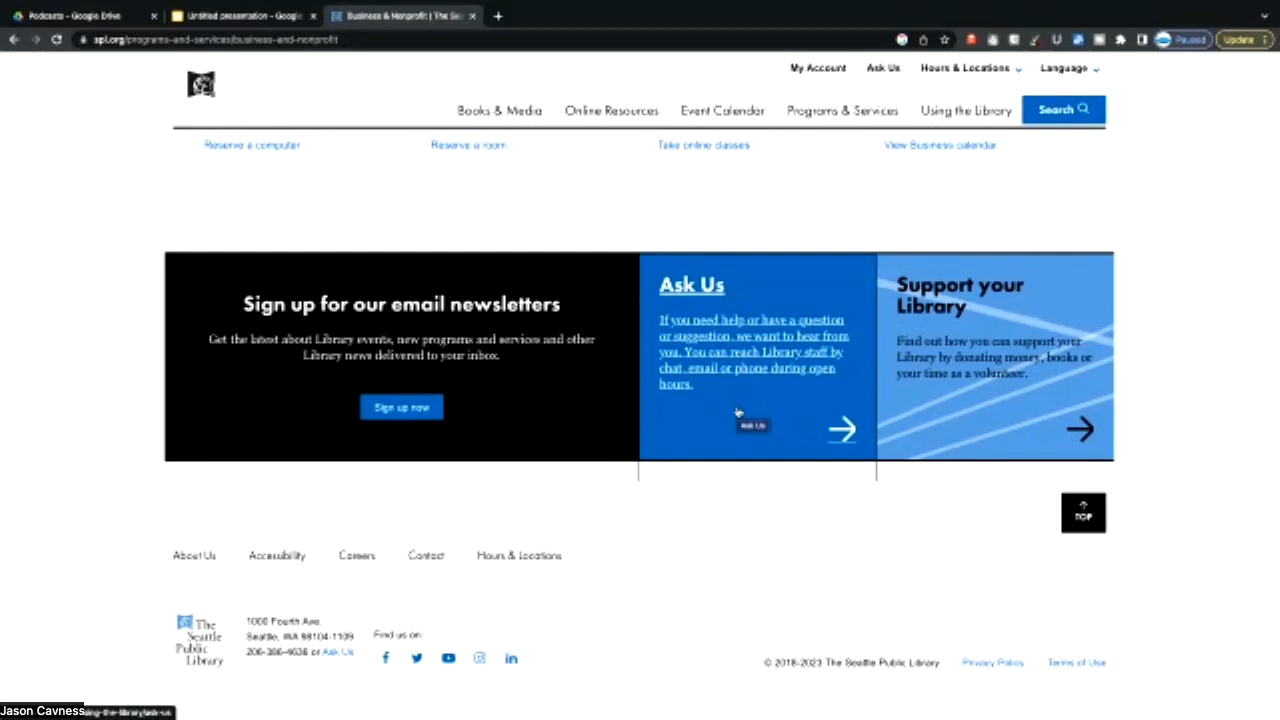 Podcasts - Google Drive
Untitled presentation - Google
Business & Nonprofit | The Se
spl.org/programs-and-services/business-and-nonprofit
Paused
Update
My Account
Ask Us
Hours & Locations
Language
Books & Media
Online Resources
Event Calendar
Programs & Services
Using the Library
Search
Reserve a computer
Reserve a room
Take online classes
View Business calendar
Sign up for our email newsletters
Get the latest about Library events, new programs and services and other
Library news delivered to your inbox.
Sign up now
Ask Us
If you need help or have a question
or suggestion, we want to hear from
you. You can reach Library staff by
chat, email or phone during open
hours.
Ask Us
Support your
Library
Find out how you can support your
Library by donating money, books or
your time as a volunteer.
TOP
About Us
Accessibility
Careers
Contact
Hours & Locations
The
Seattle
Public
Library
1000 Fourth Ave.
Seattle, WA 98104-1109
206-386-4636 or Ask Us
Find us on:
© 2018-2023 The Seattle Public Library
Privacy Policy
Terms of Use
Jason Cavness